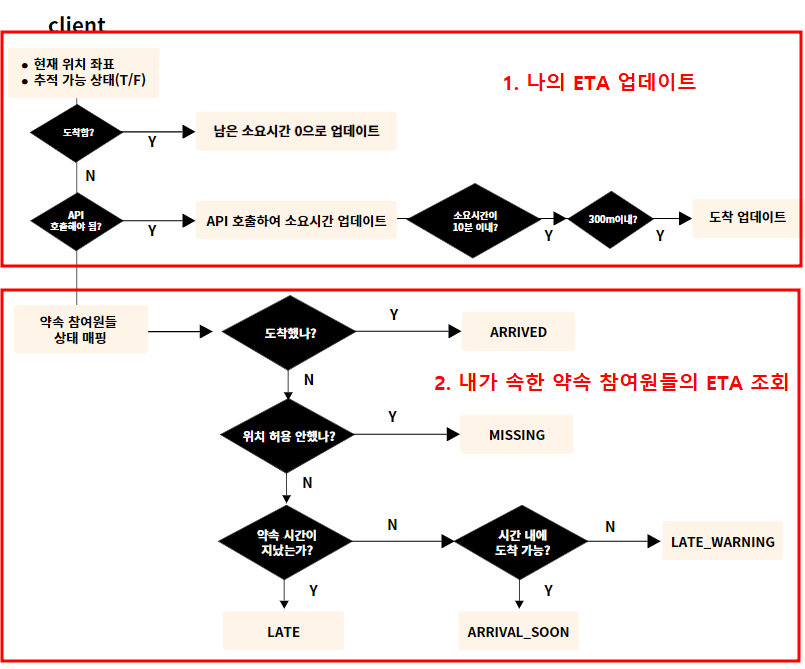 client
• 현재 위치 좌표
• 추적 가능 상태(T/F)
1. 나의 ETA 업데이트
도착함?
Y
남은 소요시간 0으로 업데이트
N
API
호출해야 됨?
Y
API 호출하여 소요시간 업데이트
소요시간이
10분 이내?
Y
300m이내?
Y
도착 업데이트
약속 참여원들
상태 매핑
도착했나?
Y
ARRIVED
N
2. 내가 속한 약속 참여원들의 ETA 조회
위치 허용 안했나?
Y
MISSING
N
약속 시간이
지났는가?
N
시간 내에
도착 가능?
N
LATE_WARNING
Y
Y
LATE
ARRIVAL_SOON